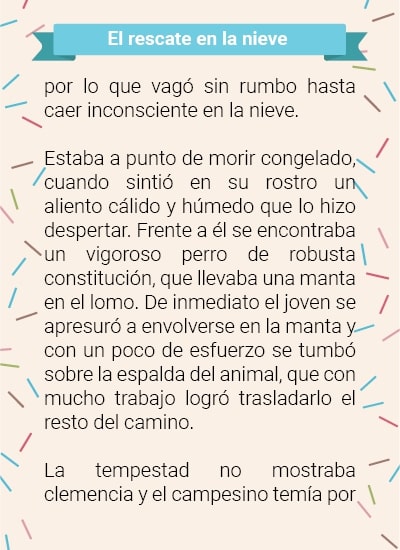 El rescate en la nieve
por lo que vagó sin rumbo hasta
caer inconsciente en la nieve.
Estaba a punto de morir congelado,
cuando sintió en su rostro un
aliento cálido y húmedo que lo hizo
despertar. Frente a él se encontraba
un vigoroso perro de robusta
constitución, que llevaba una manta
en el lomo. De inmediato el joven se
apresuró a envolverse en la manta y
con un poco de esfuerzo se tumbó
sobre la espalda del animal, que con
mucho trabajo logró trasladarlo el
resto del camino.
La tempestad no mostraba
clemencia y el campesino temía por